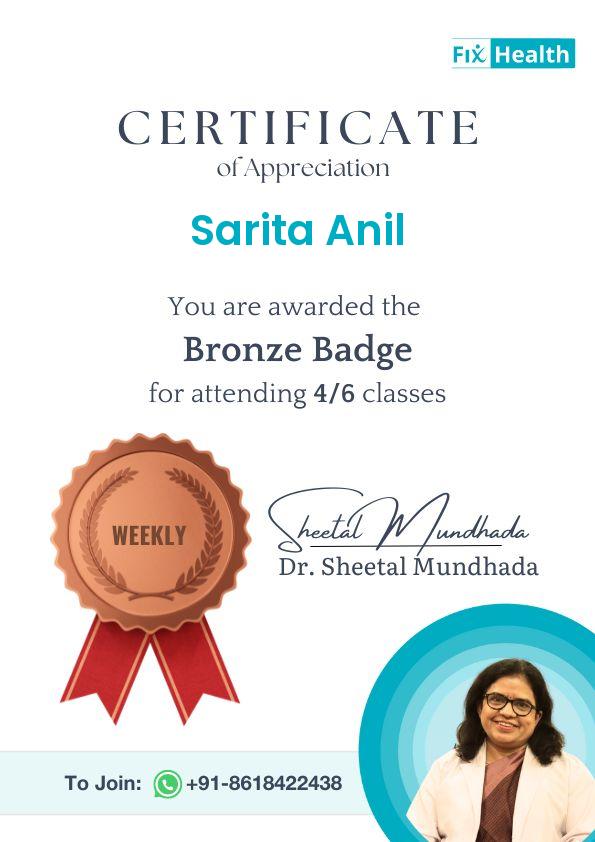 Fix Health
CERTIFICATE
of Appreciation
Sarita Anil
You are awarded the
Bronze Badge
for attending 4/6 classes
WEEKLY
Sheetal Mundhada
Dr. Sheetal Mundhada
To Join: +91-8618422438